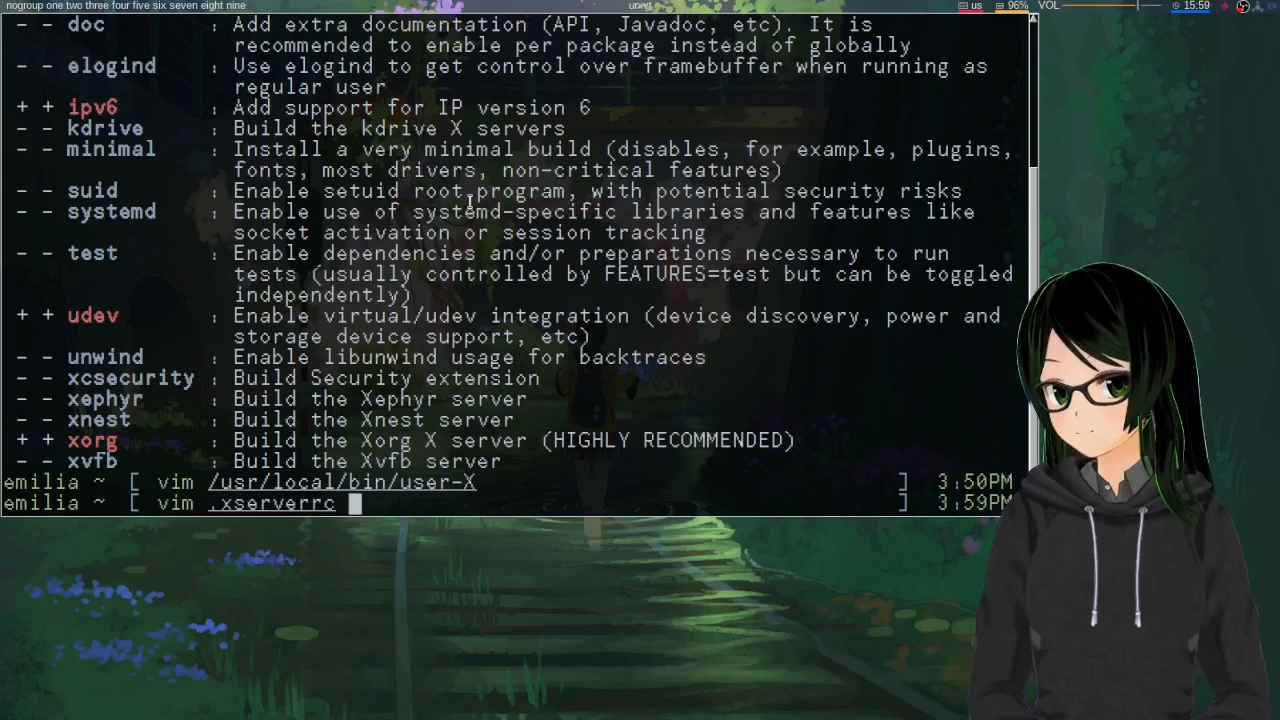 nogroup one two three four five six seven eight nine
urxvt
us
96%
VOL
15:59
doc : Add extra documentation (API, Javadoc, etc). It is
recommended to enable per package instead of globally
- - elogind : Use elogind to get control over framebuffer when running as
regular user
+ + ipv6 : Add support for IP version 6
- - kdrive : Build the kdrive X servers
- - minimal : Install a very minimal build (disables, for example, plugins,
fonts, most drivers, non-critical features)
- - suid : Enable setuid root program, with potential security risks
- - systemd : Enable use of systemd-specific libraries and features like
socket activation or session tracking
- - test : Enable dependencies and/or preparations necessary to run
tests (usually controlled by FEATURES=test but can be toggled
independently)
+ + udev : Enable virtual/udev integration (device discovery, power and
storage device support, etc)
- - unwind : Enable libunwind usage for backtraces
- - xcsecurity : Build Security extension
- - xephyr : Build the Xephyr server
- - xnest : Build the Xnest server
+ + xorg : Build the Xorg X server (HIGHLY RECOMMENDED)
- - xvfb : Build the Xvfb server
emilia ~ [ vim /usr/local/bin/user-X ] 3:50PM
emilia ~ [ vim .xserverrc ] 3:59PM